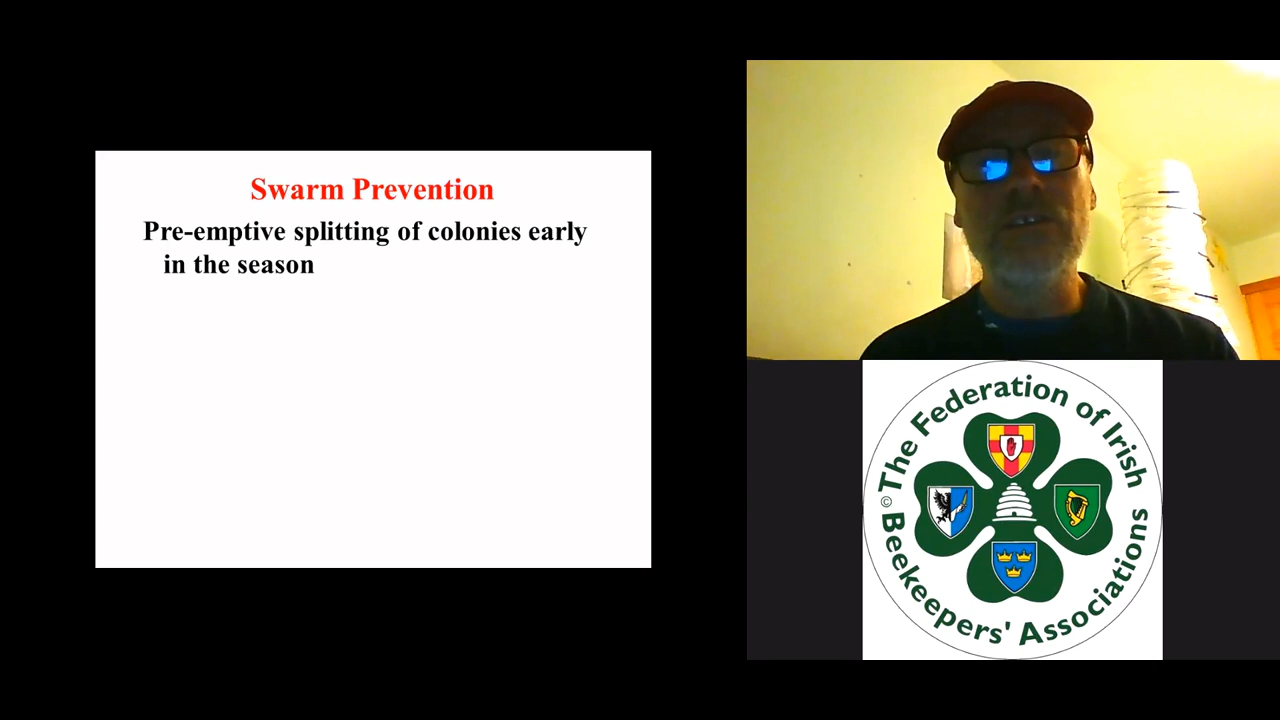 Swarm Prevention
Pre-emptive splitting of colonies early
in the season
The Federation of Irish
Beekeepers' Associations
©